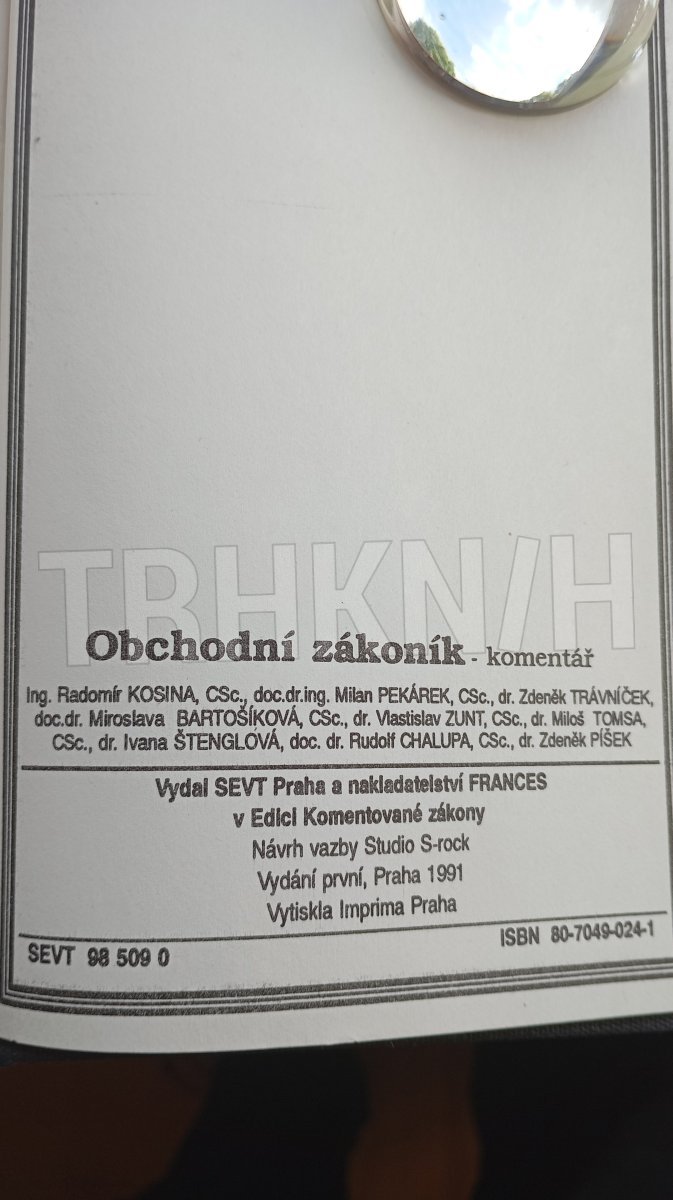 TRHKN/H
Obchodní zákoník - komentář
Ing. Radomír KOSINA, CSc., doc.dr.ing. Milan PEKÁREK, CSc., dr. Zdeněk TRÁVNÍČEK,
doc.dr. Miroslava BARTOŠÍKOVÁ, CSc., dr. Vlastislav ZUNT, CSc., dr. Miloš TOMSA,
CSc., dr. Ivana ŠTENGLOVÁ, doc. dr. Rudolf CHALUPA, CSc., dr. Zdeněk PÍŠEK
Vydal SEVT Praha a nakladatelství FRANCES
v Edici Komentované zákony
Návrh vazby Studio S-rock
Vydání první, Praha 1991
Vytiskla Imprima Praha
SEVT 98 509 0
ISBN 80-7049-024-1